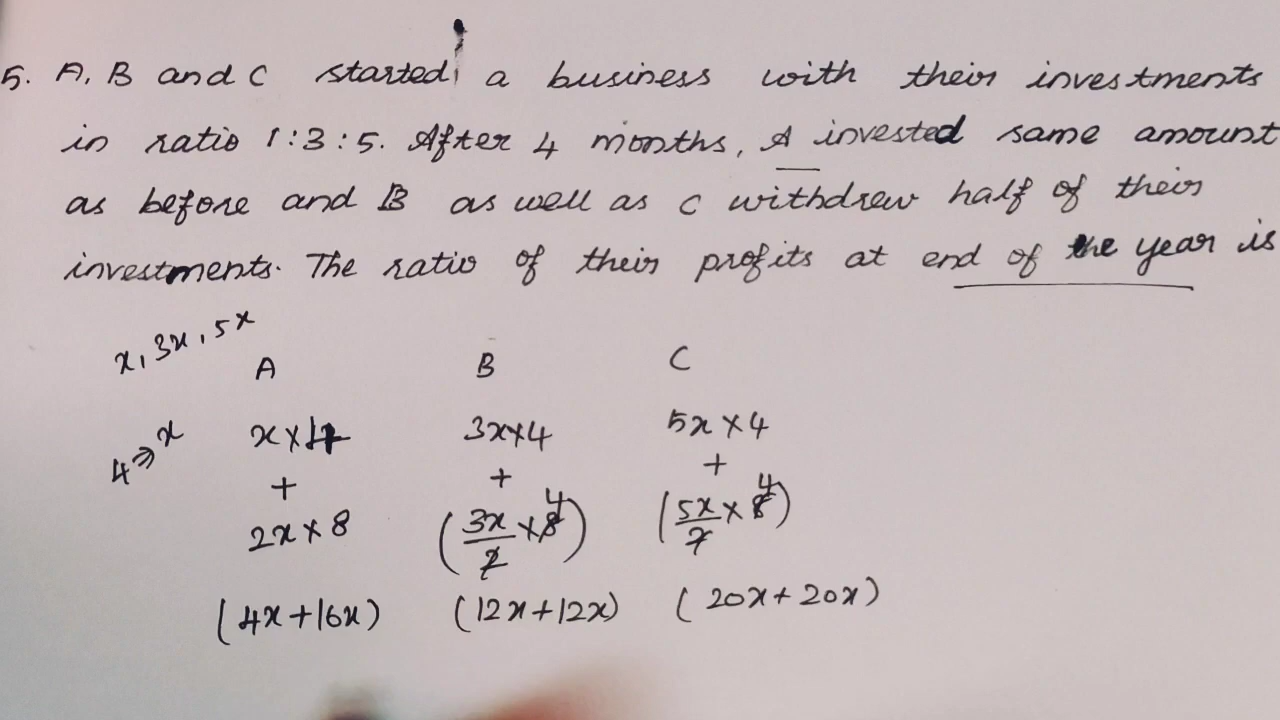 5. A, B and C started a business with their investments
in ratio 1:3:5. After 4 months, A invested same amount
as before and B as well as C withdrew half of their
investments. The ratio of their profits at end of the year is
x, 3x, 5x
A B C
4 ⇒ x
x×4 3x×4 5x×4
+ + +
2x×8 (3x/2 ×8 4) (5x/2 ×8 4)
(4x+16x) (12x+12x) (20x+20x)